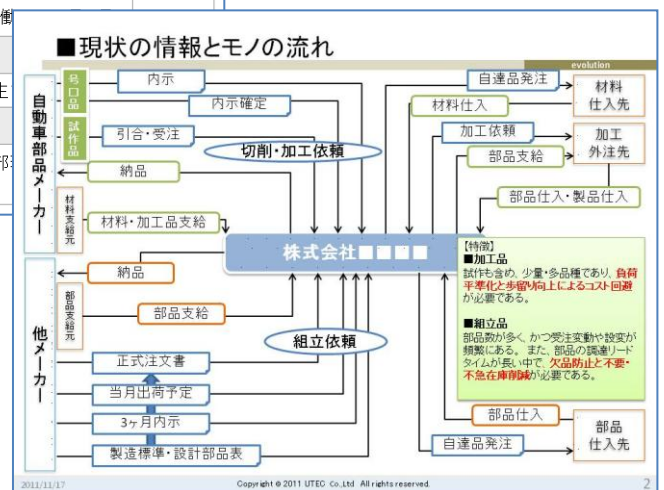 働
生
部
■現状の情報とモノの流れ
evolution
自動車部品メーカー
号口品
試作品
内示
内示確定
引合・受注
納品
切削・加工依頼
材料支給元
材料・加工品支給
自達品発注
材料仕入
材料
仕入先
加工依頼
部品支給
加工
外注先
部品仕入・製品仕入
株式会社■■■■
【特徴】
■加工品
試作も含め、少量・多品種であり、負荷
平準化と歩留り向上によるコスト回避
が必要である。
■組立品
部品数が多く、かつ受注変動や設変が
頻繁にある。 また、部品の調達リード
タイムが長い中で、欠品防止と不要・
不急在庫削減が必要である。
他メーカー
納品
部品支給元
部品支給
組立依頼
正式注文書
当月出荷予定
3ヶ月内示
製造標準・設計部品表
部品仕入
自達品発注
部品
仕入先
2011/11/17
Copyright © 2011 UTEC Co.,Ltd All rights reserved.
2